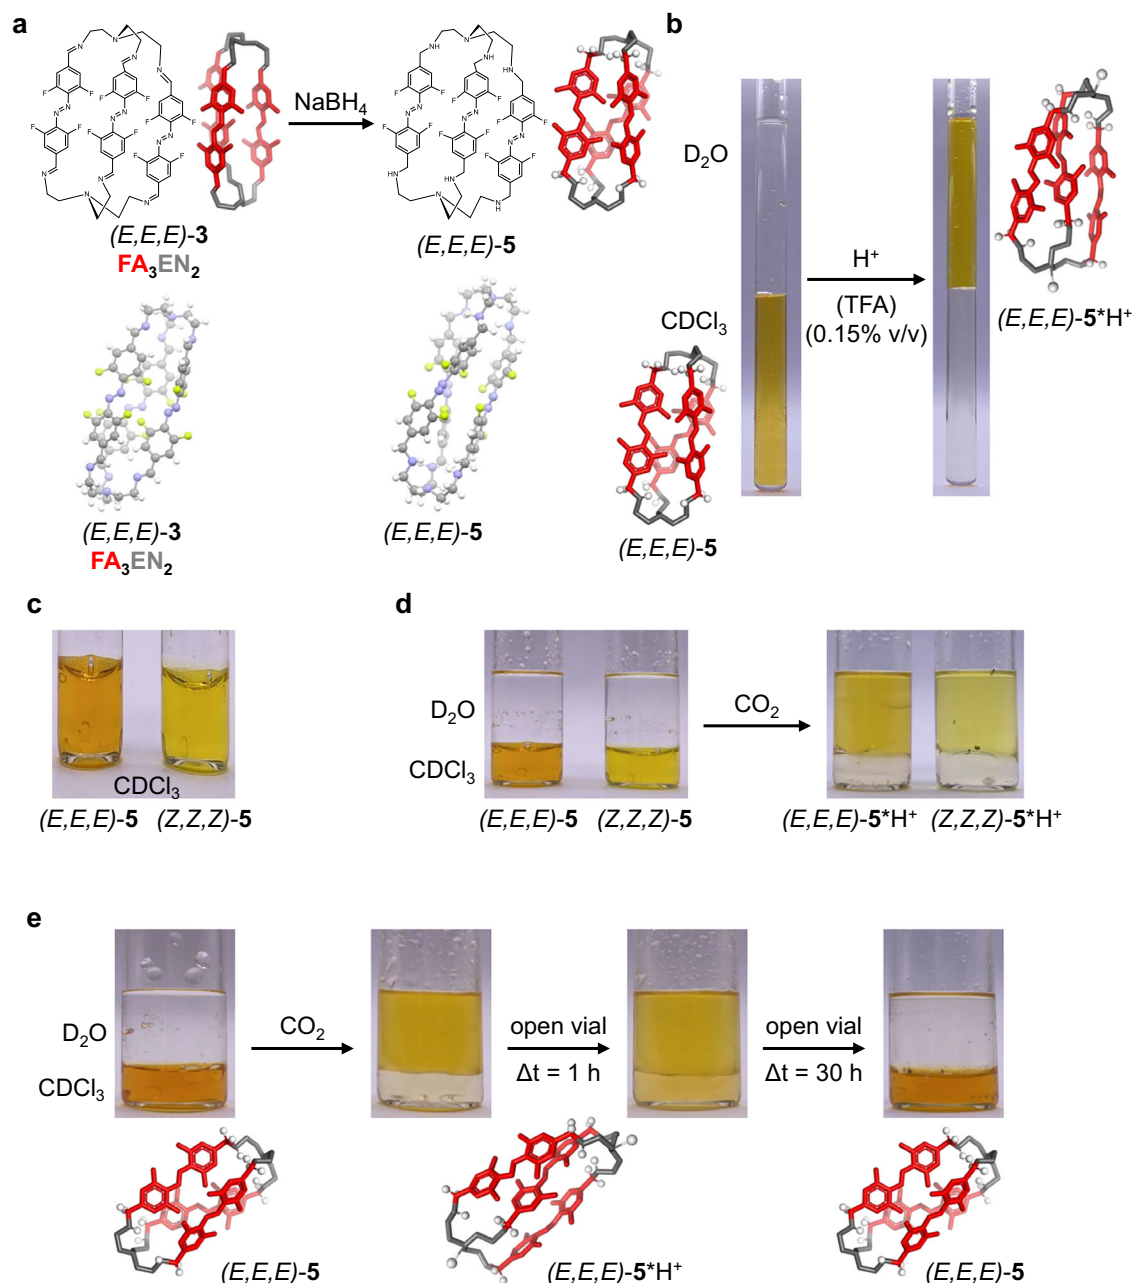 a
NaBH4
(E,E,E)-3
FA3EN2
(E,E,E)-5
(E,E,E)-3
FA3EN2
(E,E,E)-5
b
D2O
CDCl3
H+
(TFA)
(0.15% v/v)
(E,E,E)-5
(E,E,E)-5*H+
c
CDCl3
(E,E,E)-5 (Z,Z,Z)-5
d
D2O
CDCl3
CO2
(E,E,E)-5 (Z,Z,Z)-5
(E,E,E)-5*H+ (Z,Z,Z)-5*H+
e
D2O
CDCl3
CO2
open vial
Δt = 1 h
open vial
Δt = 30 h
(E,E,E)-5
(E,E,E)-5*H+
(E,E,E)-5